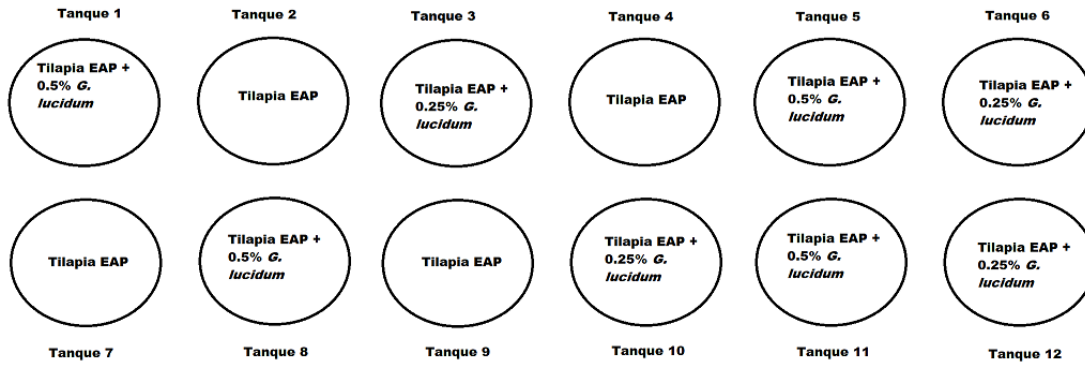 Tanque 1
Tanque 2
Tanque 3
Tanque 4
Tanque 5
Tanque 6
Tilapia EAP +
0.5% G.
lucidum
Tilapia EAP
Tilapia EAP +
0.25% G.
lucidum
Tilapia EAP
Tilapia EAP +
0.5% G.
lucidum
Tilapia EAP +
0.25% G.
lucidum
Tilapia EAP
Tilapia EAP +
0.5% G.
lucidum
Tilapia EAP
Tilapia EAP +
0.25% G.
lucidum
Tilapia EAP +
0.5% G.
lucidum
Tilapia EAP +
0.25% G.
lucidum
Tanque 7
Tanque 8
Tanque 9
Tanque 10
Tanque 11
Tanque 12